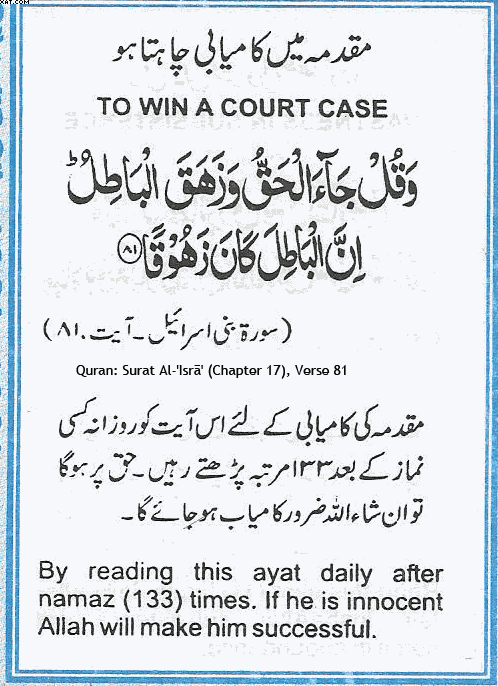 XAT.COM
مقدمہ میں کامیابی چاہتا ہو
TO WIN A COURT CASE
وَقُلْ جَآءَ الْحَقُّ وَزَهَقَ الْبَاطِلُ ؕ
اِنَّ الْبَاطِلَ كَانَ زَهُوْقًا ﴿۸۱﴾
(سورۃ بنی اسرائیل ۔ آیت ۸۱۰)
Quran: Surat Al-'Isrā' (Chapter 17), Verse 81
مقدمہ کی کامیابی کے لئے اس آیت کو روزانہ کسی
نماز کے بعد ۱۳۳ مرتبہ پڑھتے رہیں۔ حق پر ہوگا
تو ان شاء اللہ ضرور کامیاب ہو جائے گا۔
By reading this ayat daily after
namaz (133) times. If he is innocent
Allah will make him successful.